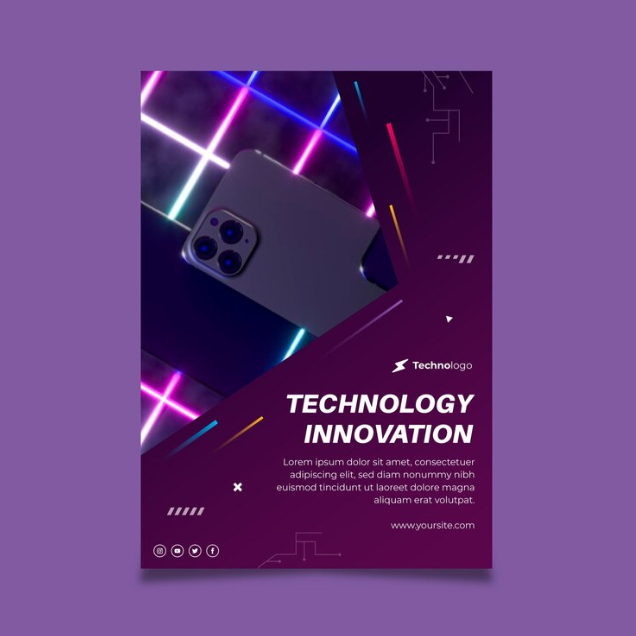 Technologo
TECHNOLOGY
INNOVATION
Lorem ipsum dolor sit amet, consectetuer
adipiscing elit, sed diam nonummy nibh
euismod tincidunt ut laoreet dolore magna
aliquam erat volutpat.
www.yoursite.com